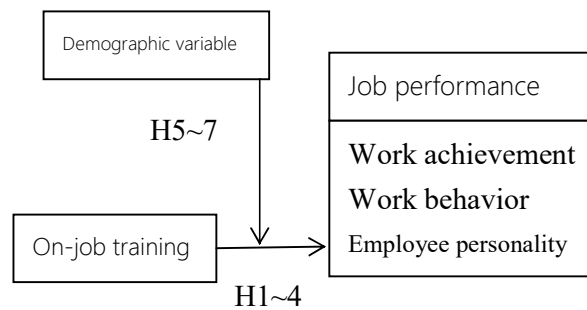 Demographic variable
Job performance
H5~7
Work achievement
Work behavior
Employee personality
On-job training
H1~4